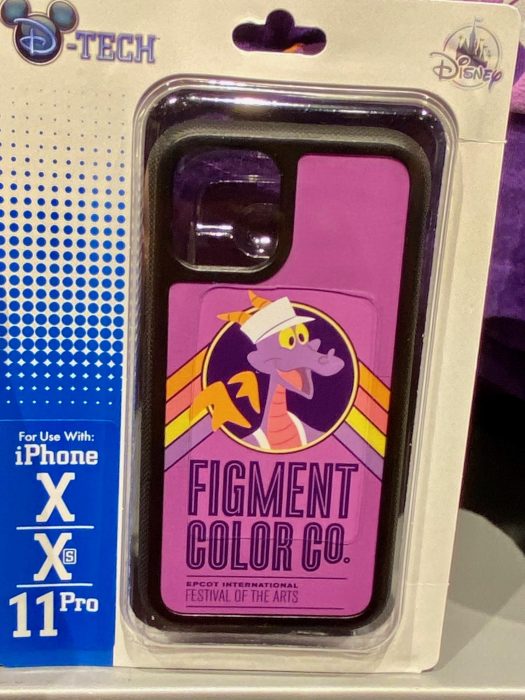 D-TECH
Disney
For Use With:
iPhone
X
Xs
11 Pro
FIGMENT
COLOR CO.
EPCOT INTERNATIONAL
FESTIVAL OF THE ARTS